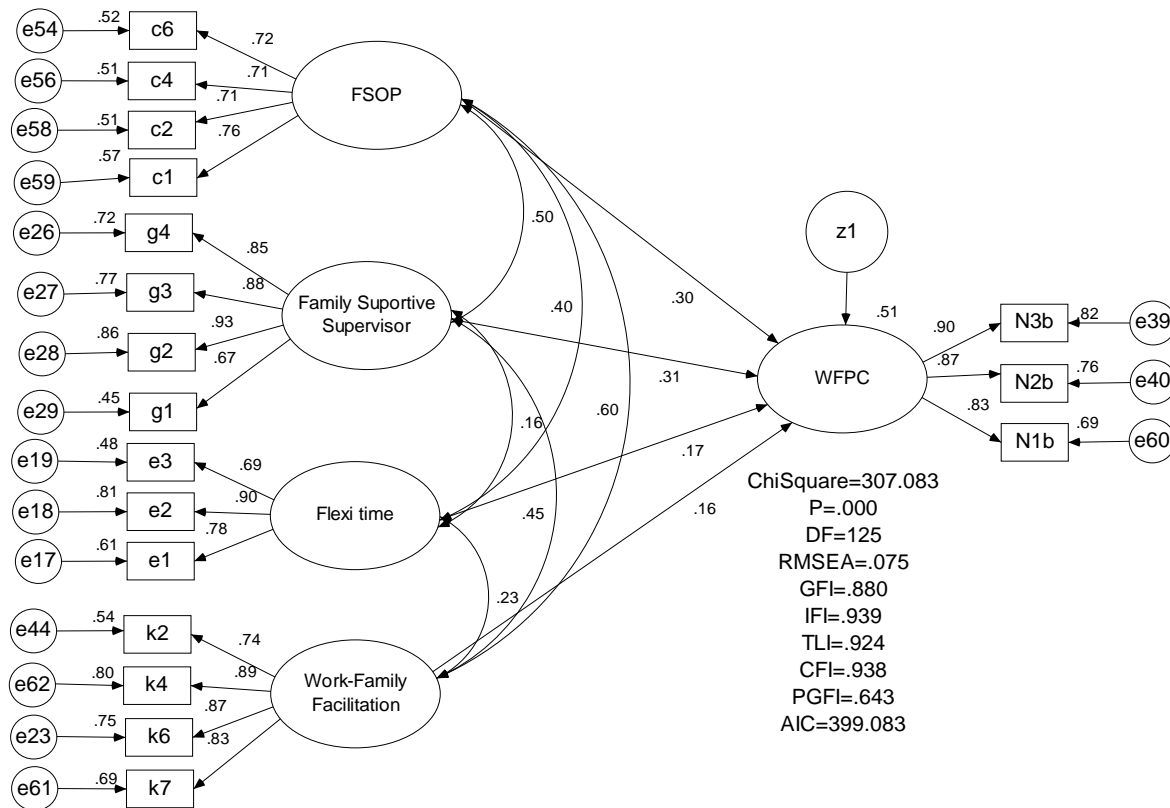 e54
.52
c6
.72
e56
.51
c4
.71
e58
.51
c2
.71
e59
.57
c1
.76
FSOP
e26
.72
g4
.85
e27
.77
g3
.88
e28
.86
g2
.93
e29
.45
g1
.67
Family Suportive
Supervisor
e19
.48
e3
.69
e18
.81
e2
.90
e17
.61
e1
.78
Flexi time
e44
.54
k2
.74
e62
.80
k4
.89
e23
.75
k6
.87
e61
.69
k7
.83
Work-Family
Facilitation
.50
.40
.60
.16
.45
.23
.30
.31
.17
.16
z1
.51
WFPC
.90
N3b
.82
e39
.87
N2b
.76
e40
.83
N1b
.69
e60
ChiSquare=307.083
P=.000
DF=125
RMSEA=.075
GFI=.880
IFI=.939
TLI=.924
CFI=.938
PGFI=.643
AIC=399.083